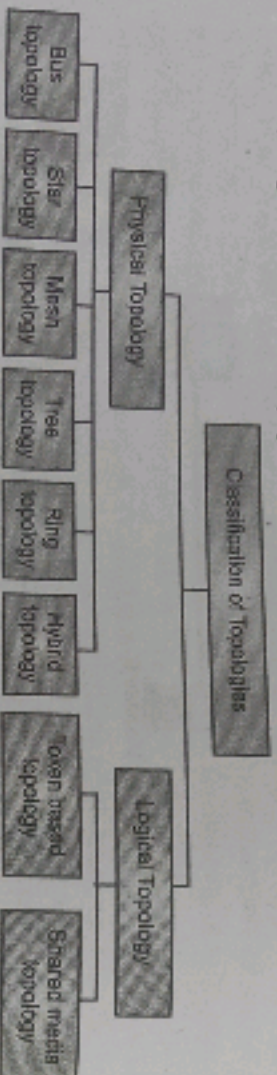 Classification of Topologies
Physical Topology
Logical Topology
Bus
topology
Star
topology
Mesh
topology
Tree
topology
Ring
topology
Hybrid
topology
Token based
topology
Shared media
topology